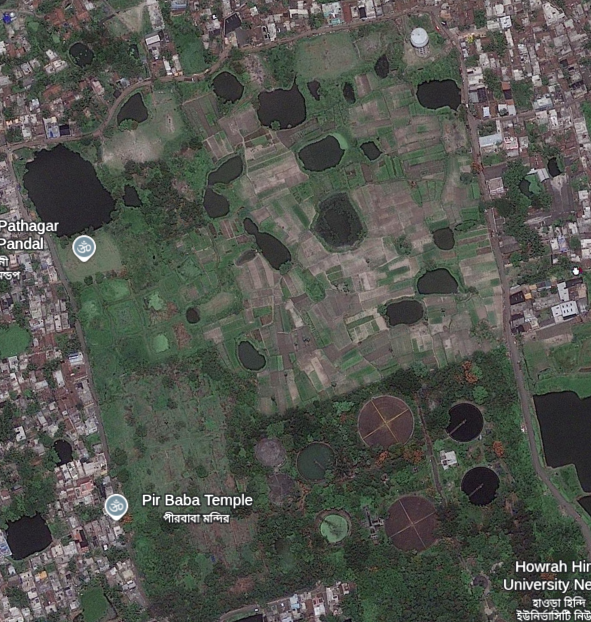 Pathagar
Pandal
Pir Baba Temple
পীরবাবা মন্দির
Howrah Hin
University Ne
হাওড়া হিন্দি